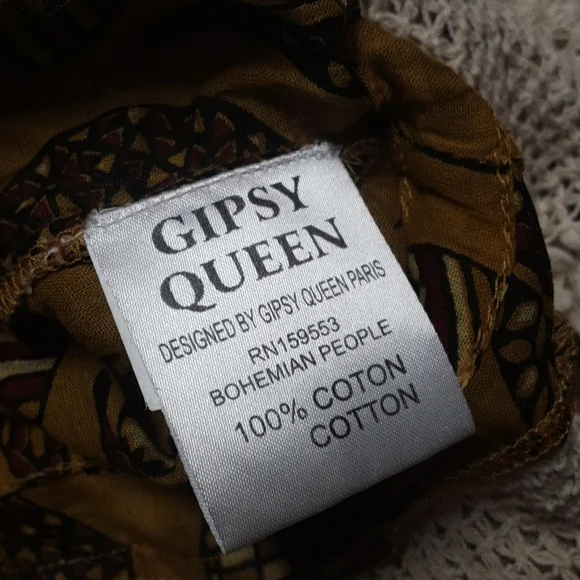 GIPSY
QUEEN
DESIGNED BY GIPSY QUEEN PARIS
RN159553
BOHEMIAN PEOPLE
100% COTON
COTTON